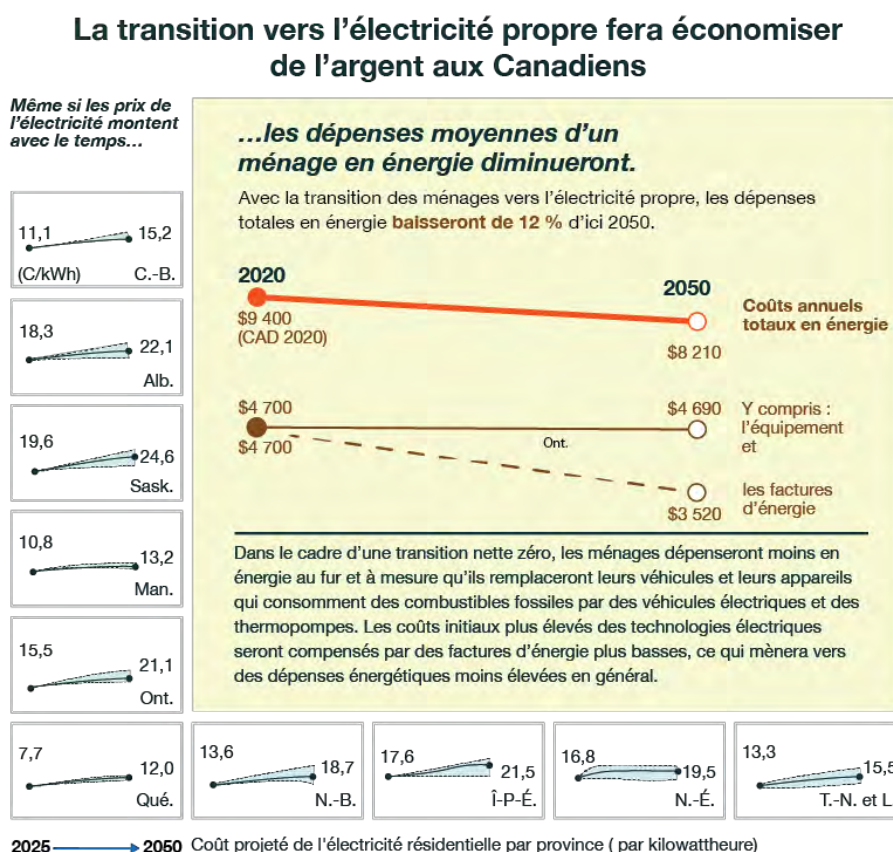 La transition vers l’électricité propre fera économiser
de l’argent aux Canadiens
Même si les prix de
l’électricité montent
avec le temps…
…les dépenses moyennes d’un
ménage en énergie diminueront.
Avec la transition des ménages vers l’électricité propre, les dépenses
totales en énergie baisseront de 12 % d’ici 2050.
2020
2050
$9 400
(CAD 2020)
$8 210
Coûts annuels
totaux en énergie
$4 700
$4 700
Ont.
$4 690
Y compris :
l’équipement
et
$3 520
les factures
d’énergie
Dans le cadre d’une transition nette zéro, les ménages dépenseront moins en
énergie au fur et à mesure qu’ils remplaceront leurs véhicules et leurs appareils
qui consomment des combustibles fossiles par des véhicules électriques et des
thermopompes. Les coûts initiaux plus élevés des technologies électriques
seront compensés par des factures d’énergie plus basses, ce qui mènera vers
des dépenses énergétiques moins élevées en général.
11,1 15,2
(C/kWh) C.-B.
18,3 22,1
Alb.
19,6 24,6
Sask.
10,8 13,2
Man.
15,5 21,1
Ont.
7,7 12,0
Qué.
13,6 18,7
N.-B.
17,6 21,5
Î-P-É.
16,8 19,5
N.-É.
13,3 15,5
T.-N. et L.
2025 2050 Coût projeté de l'électricité résidentielle par province ( par kilowattheure)